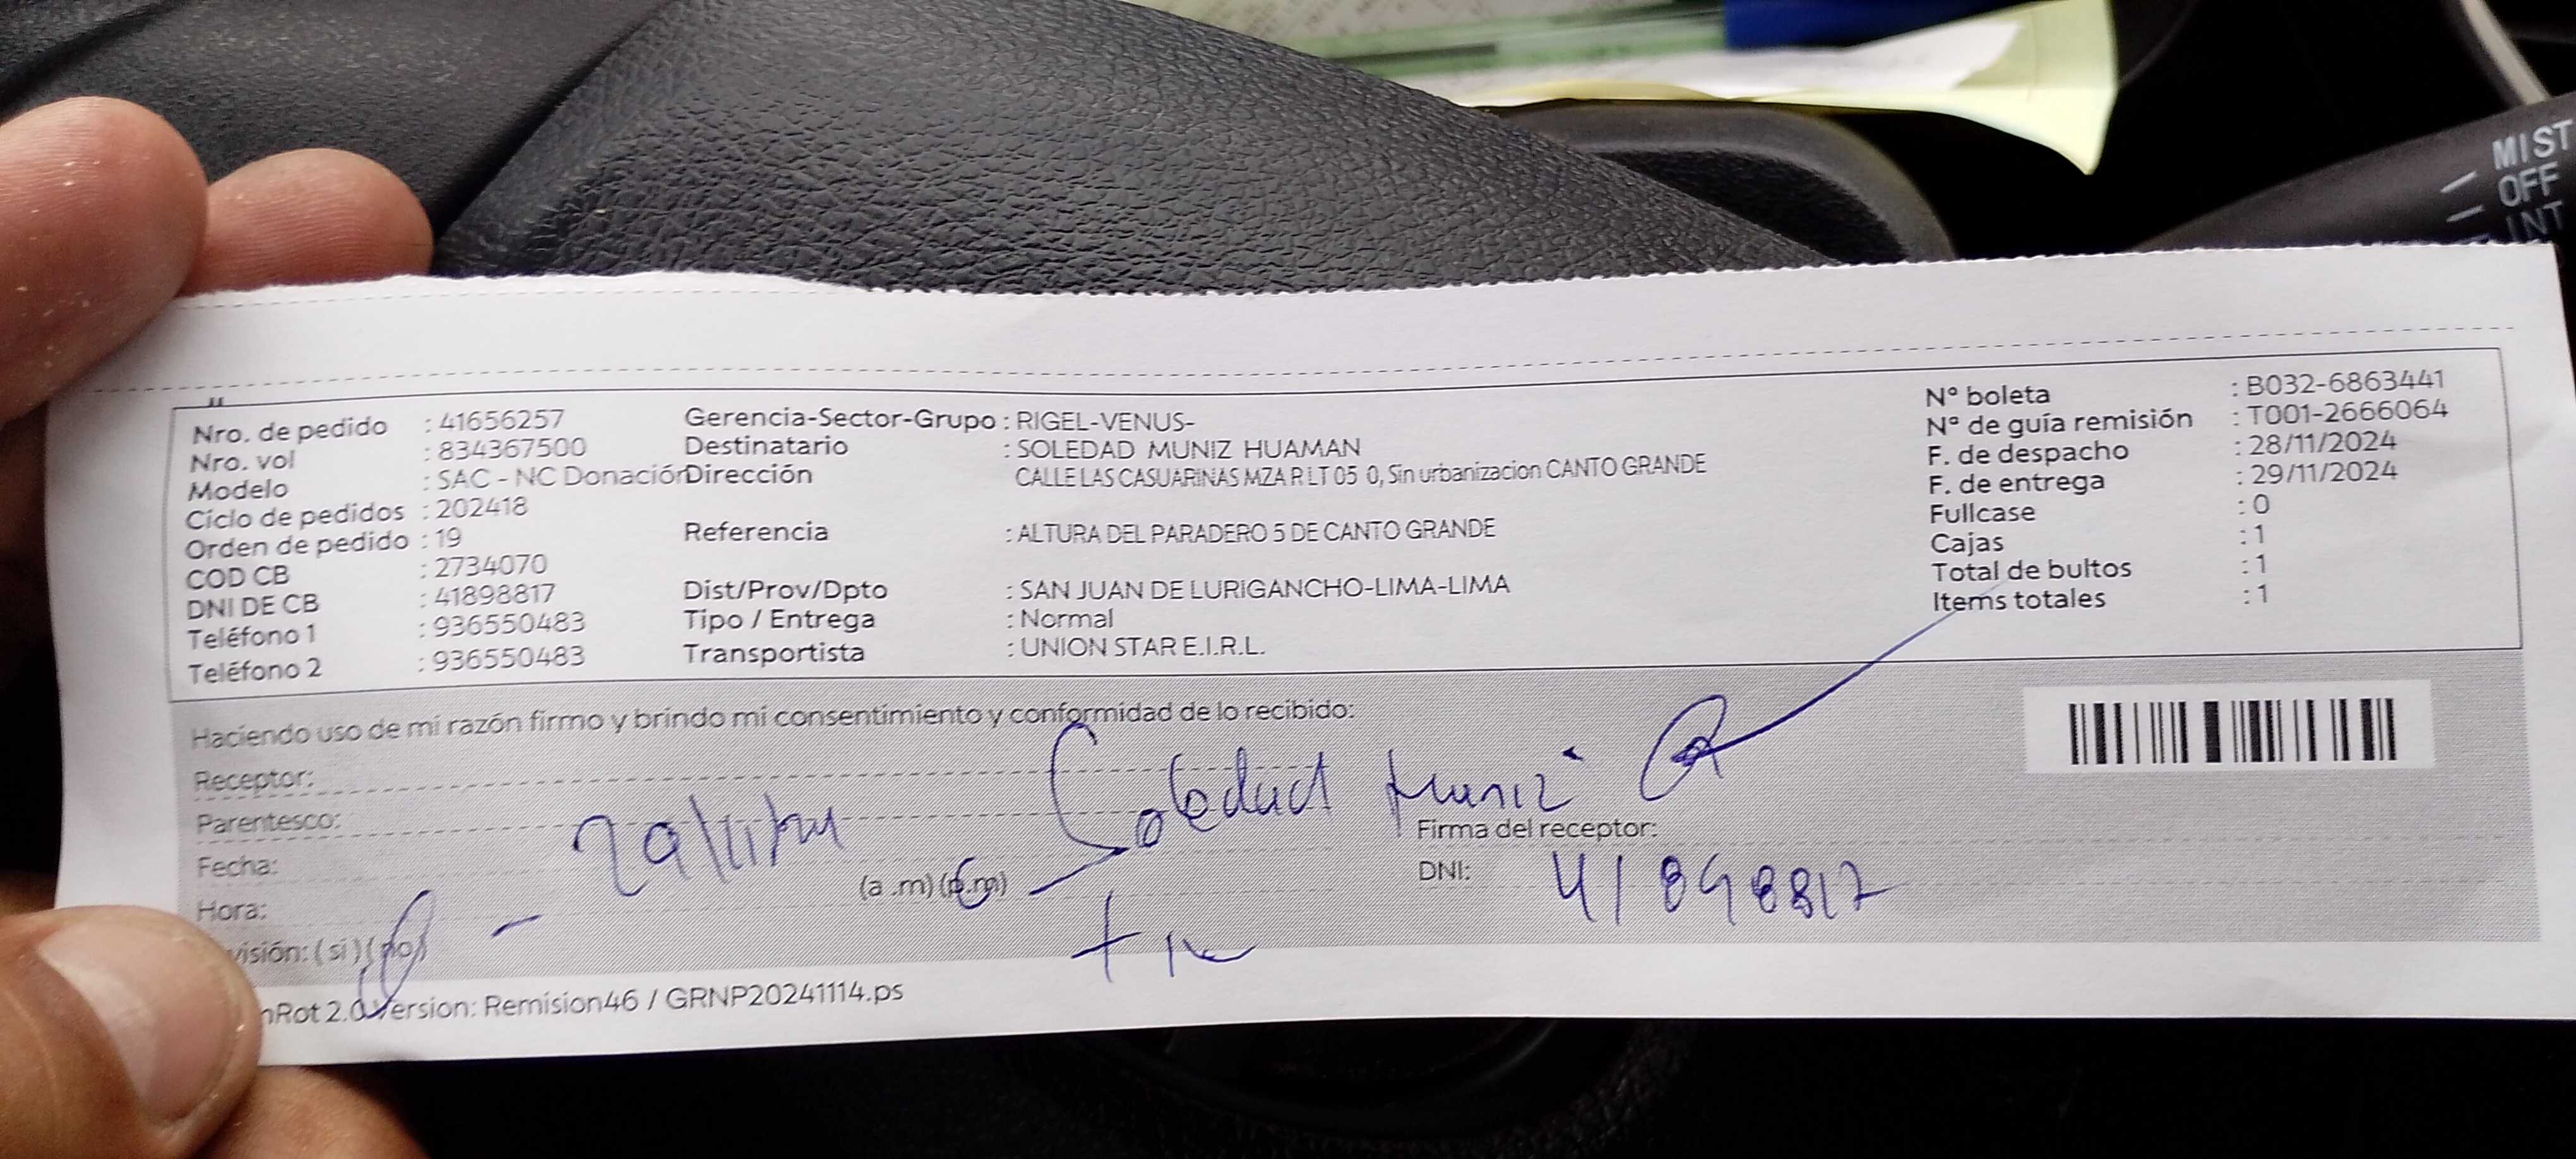 MIST
OFF
INT
Nro. de pedido : 41656257 Gerencia-Sector-Grupo : RIGEL-VENUS- N° boleta : B032-6863441
Nro. vol : 834367500 Destinatario : SOLEDAD MUNIZ HUAMAN N° de guía remisión : T001-2666064
Modelo : SAC - NC Donación Dirección CALLE LAS CASUARINAS MZA R LT 05 0, Sin urbanizacion CANTO GRANDE F. de despacho : 28/11/2024
Ciclo de pedidos : 202418 F. de entrega : 29/11/2024
Orden de pedido : 19 Referencia : ALTURA DEL PARADERO 5 DE CANTO GRANDE Fullcase : 0
COD CB : 2734070 Cajas : 1
DNI DE CB : 41898817 Dist/Prov/Dpto : SAN JUAN DE LURIGANCHO-LIMA-LIMA Total de bultos : 1
Teléfono 1 : 936550483 Tipo / Entrega : Normal Items totales : 1
Teléfono 2 : 936550483 Transportista : UNION STAR E.I.R.L.
Haciendo uso de mi razón firmo y brindo mi consentimiento y conformidad de lo recibido:
Receptor: Soledad Muniz
Parentesco: Firma del receptor:
Fecha: 29/11/24 DNI: 41898817
Hora: (a .m) (p.m)
visión: ( si ) ( no )
nRot 2.0 Version: Remision46 / GRNP20241114.ps